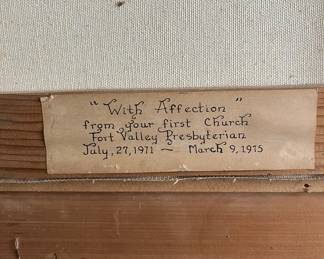 "With Affection"
from your first Church
Fort Valley Presbyterian
July, 27, 1971 ~ March 9, 1975